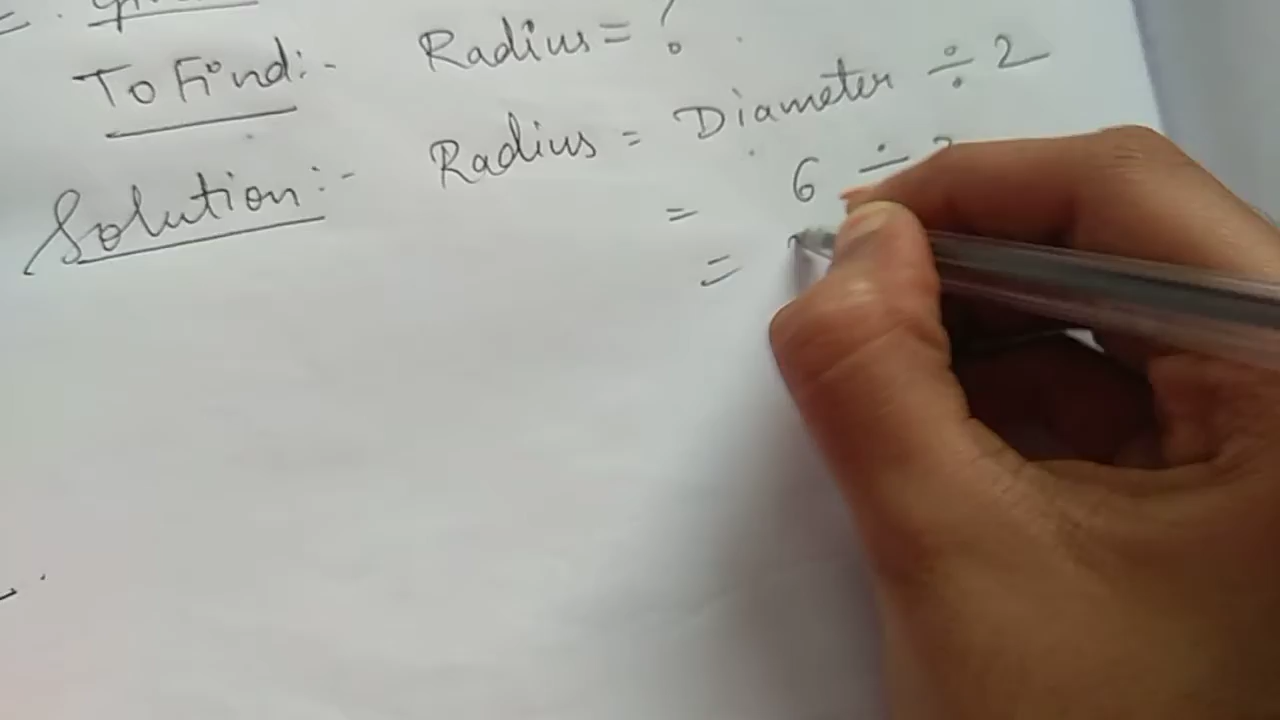 To Find:- Radius = ?
Solution:- Radius = Diameter ÷ 2
= 6 ÷
=